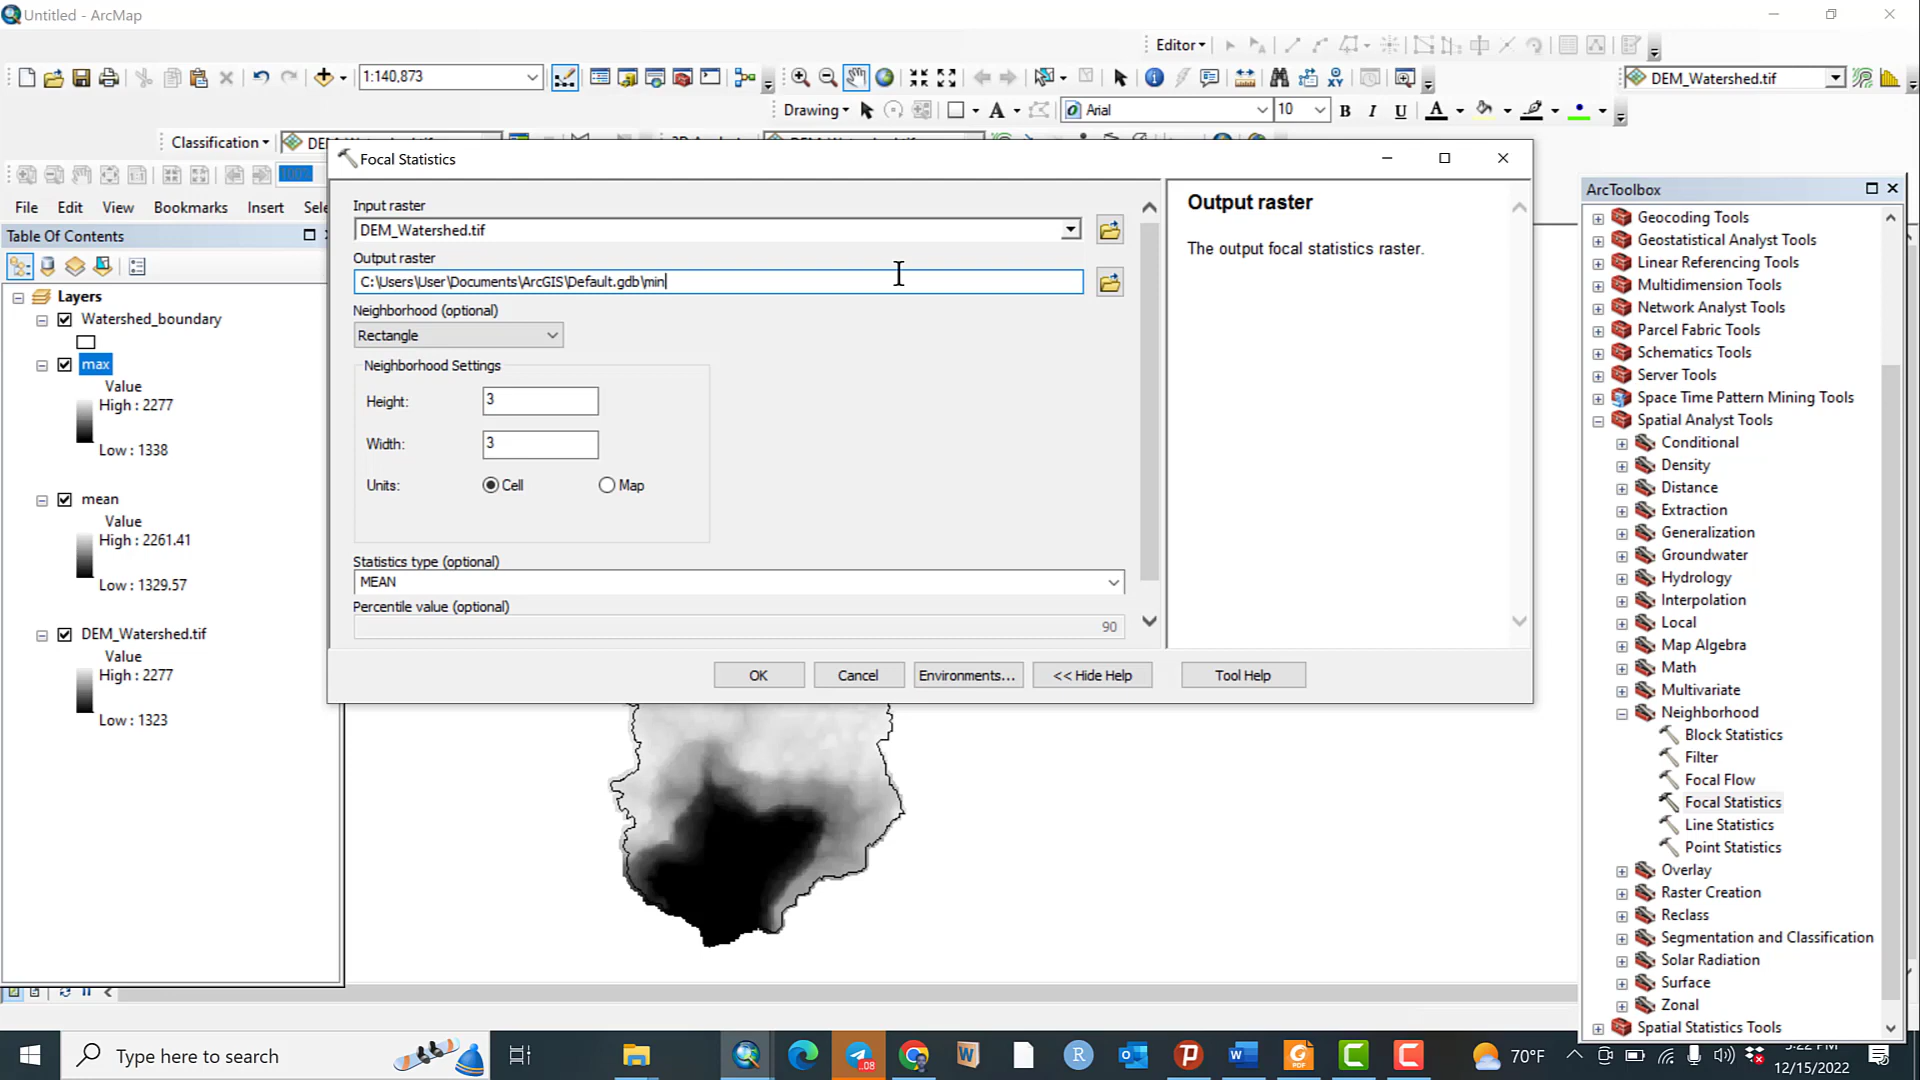 Untitled - ArcMap
Editor
1:140,873
DEM_Watershed.tif
Drawing
Arial
10
B I U A
Classification
File Edit View Bookmarks Insert
Table Of Contents
Layers
Watershed_boundary
max
Value
High : 2277
Low : 1338
mean
Value
High : 2261.41
Low : 1329.57
DEM_Watershed.tif
Value
High : 2277
Low : 1323
Focal Statistics
Input raster
DEM_Watershed.tif
Output raster
C:\Users\User\Documents\ArcGIS\Default.gdb\min
Neighborhood (optional)
Rectangle
Neighborhood Settings
Height:
3
Width:
3
Units:
Cell
Map
Statistics type (optional)
MEAN
Percentile value (optional)
90
OK
Cancel
Environments...
<< Hide Help
Tool Help
Output raster
The output focal statistics raster.
ArcToolbox
Geocoding Tools
Geostatistical Analyst Tools
Linear Referencing Tools
Multidimension Tools
Network Analyst Tools
Parcel Fabric Tools
Schematics Tools
Server Tools
Space Time Pattern Mining Tools
Spatial Analyst Tools
Conditional
Density
Distance
Extraction
Generalization
Groundwater
Hydrology
Interpolation
Local
Map Algebra
Math
Multivariate
Neighborhood
Block Statistics
Filter
Focal Flow
Focal Statistics
Line Statistics
Point Statistics
Overlay
Raster Creation
Reclass
Segmentation and Classification
Solar Radiation
Surface
Zonal
Spatial Statistics Tools
Type here to search
70°F
12/15/2022